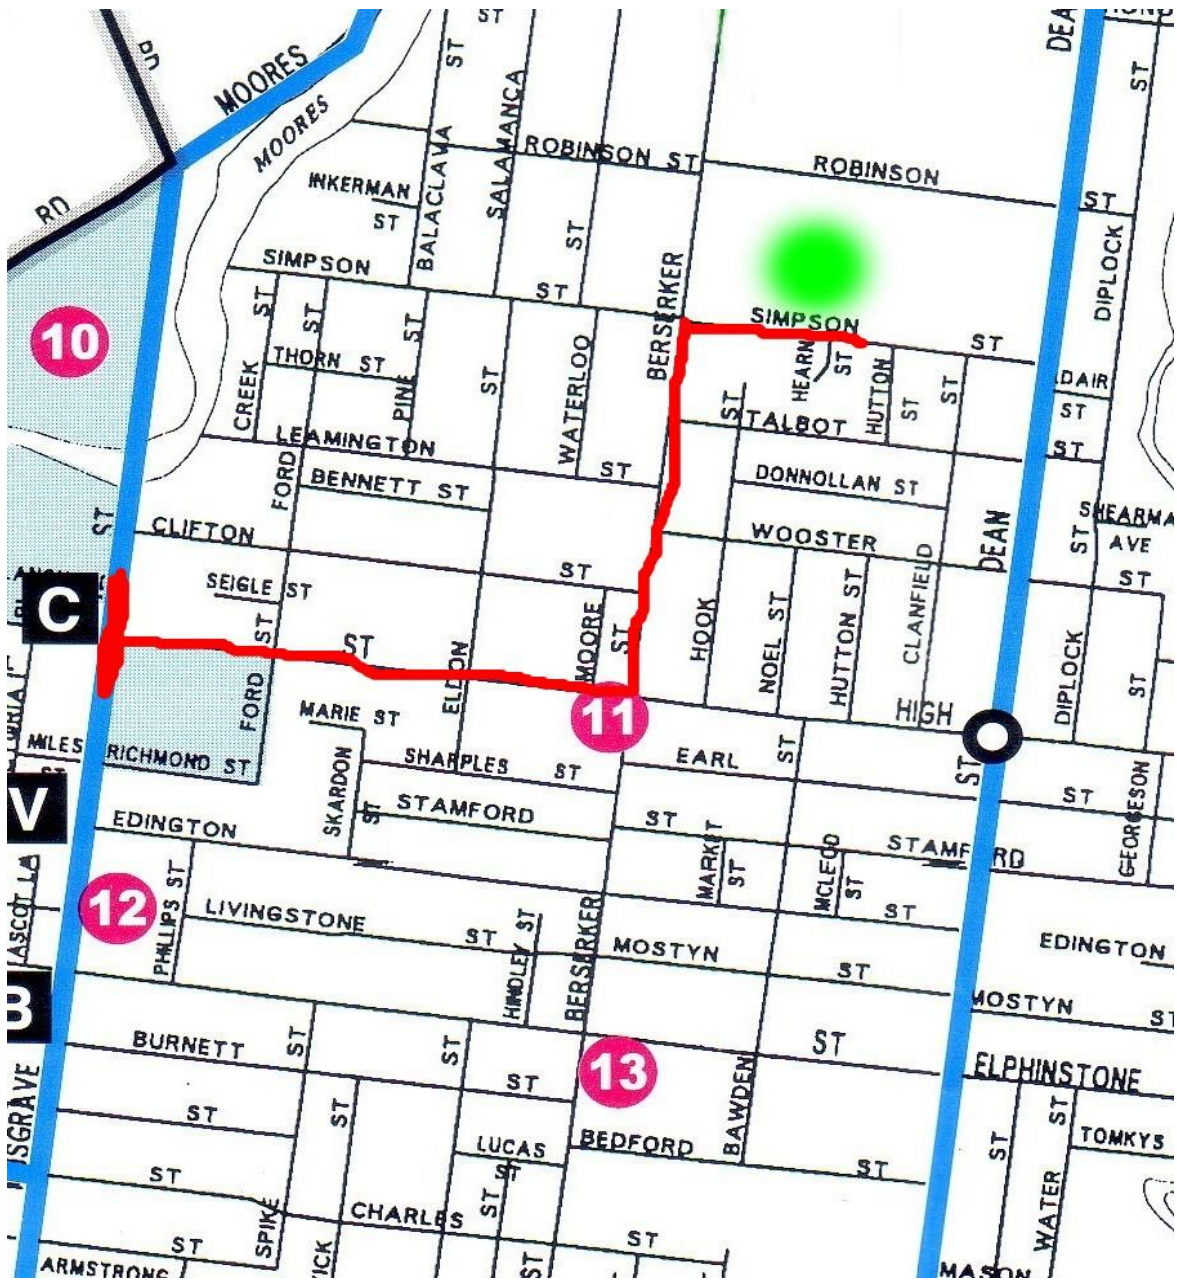 ST
DEA
RD
MOORES
ST
ST
MOORES
SALAMANCA
BALACLAVA
ROBINSON ST
ROBINSON
INKERMAN
ST
ST
RD
ST
SIMPSON
ST
BERSERKER
DIPLOCK
SIMPSON
ST
10
ST
ST
ST
THORN ST
CREEK
PINE
ST
WATERLOO
HEARN
ST
HUTTON
ST
ST
ST
TALBOT
ST
ST
LEAMINGTON
ST
FORD
BENNETT ST
DONNOLLAN ST
ST
CLIFTON
WOOSTER
DEAN
ST
AVE
ST
ST
C
SEIGLE ST
ST
ST
MOORE
ST
HOOK
NOEL ST
HUTTON ST
CLANFIELD
DIPLOCK
ST
FORD
ELDON
MARIE ST
11
HIGH
MILES
RICHMOND ST
SHARPLES ST
EARL
ST
ST
ST
V
SKARDON
ST
STAMFORD
ST
EDINGTON
MARKET
ST
MCLEOD
ST
STAMFORD
GEORGESON
ASCOT LA
12
PHILLIPS ST
LIVINGSTONE
ST
HINDLEY ST
BERSERKER
MOSTYN
ST
ST
EDINGTON
MOSTYN
ST
B
BURNETT
ST
ST
ST
13
ST
BAWDEN
ELPHINSTONE
ST
ST
LUCAS
ST
BEDFORD
ST
ST
ST
TOMKYS
ST
SPIKE
CHARLES
ST
ST
WATER
ST
ARMSTRONG
ST
MASON